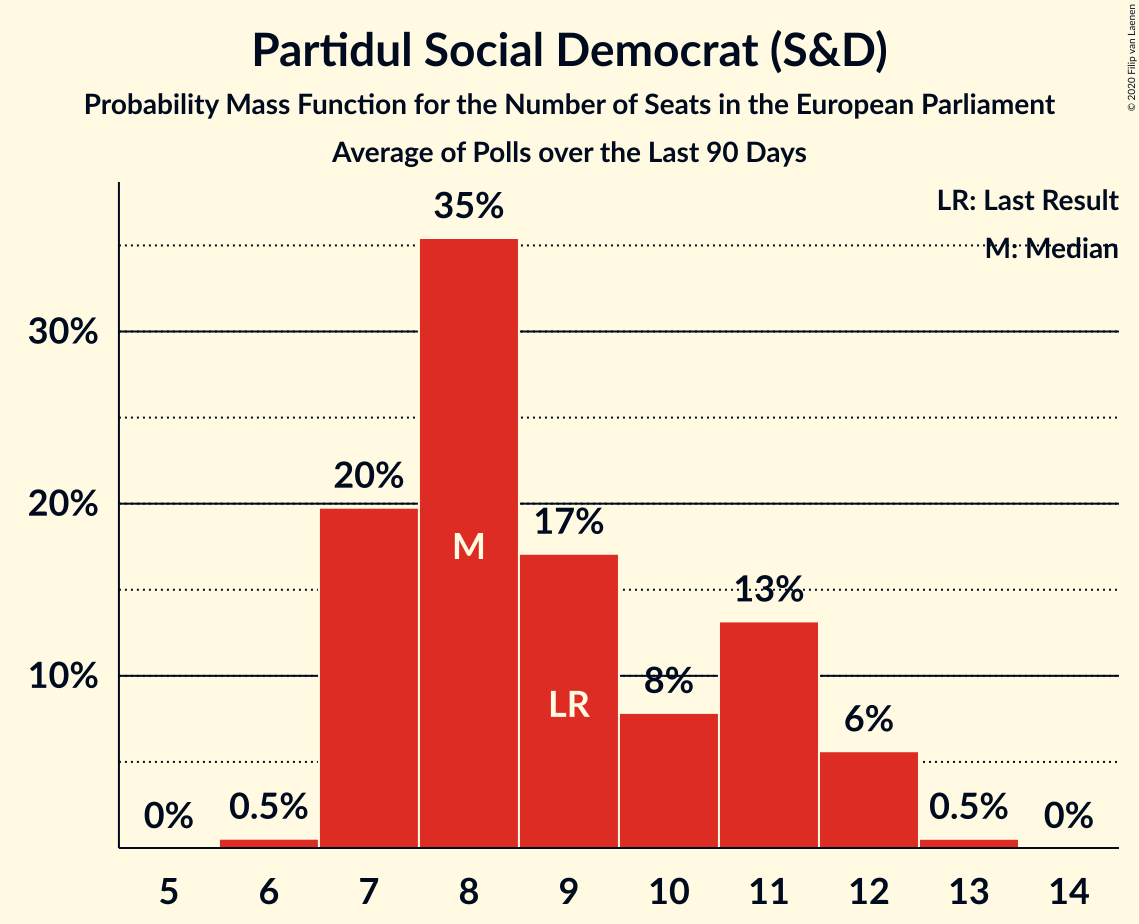 Partidul Social Democrat (S&D)
Probability Mass Function for the Number of Seats in the European Parliament
Average of Polls over the Last 90 Days
© 2020 Filip van Laenen
LR: Last Result
M: Median
35%
30%
20%
20%
17%
M
13%
10%
8%
LR
6%
0%
0.5%
0.5%
0%
5 6 7 8 9 10 11 12 13 14